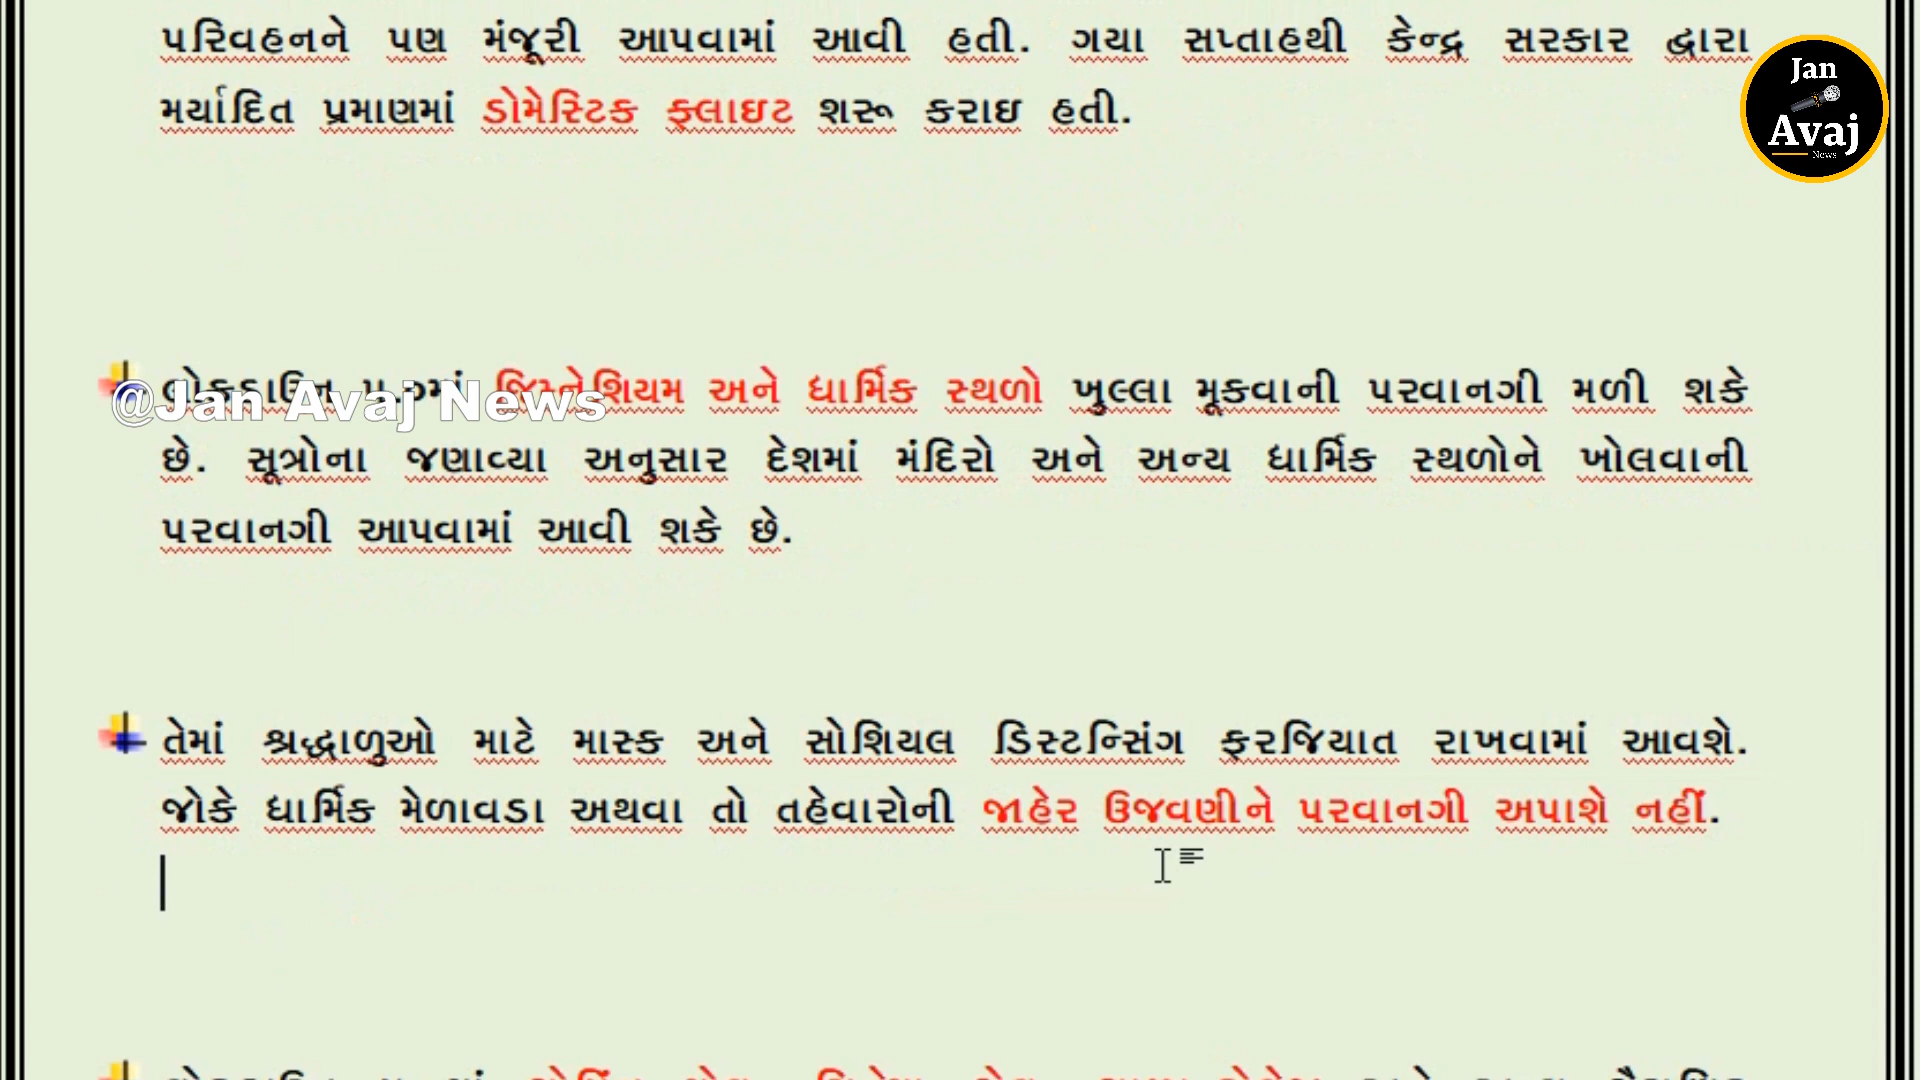 પરિવહનને પણ મંજૂરી આપવામાં આવી હતી. ગયા સપ્તાહથી કેન્દ્ર સરકાર દ્વારા
મર્યાદિત પ્રમાણમાં ડોમેસ્ટિક ફ્લાઇટ શરૂ કરાઇ હતી.
Jan
Avaj
News
જિમ્નેશિયમ અને ધાર્મિક સ્થળો ખુલ્લા મૂકવાની પરવાનગી મળી શકે
@Jan Avaj News
છે. સૂત્રોના જણાવ્યા અનુસાર દેશમાં મંદિરો અને અન્ય ધાર્મિક સ્થળોને ખોલવાની
પરવાનગી આપવામાં આવી શકે છે.
તેમાં શ્રદ્ધાળુઓ માટે માસ્ક અને સોશિયલ ડિસ્ટન્સિંગ ફરજિયાત રાખવામાં આવશે.
જોકે ધાર્મિક મેળાવડા અથવા તો તહેવારોની જાહેર ઉજવણીને પરવાનગી અપાશે નહીં.